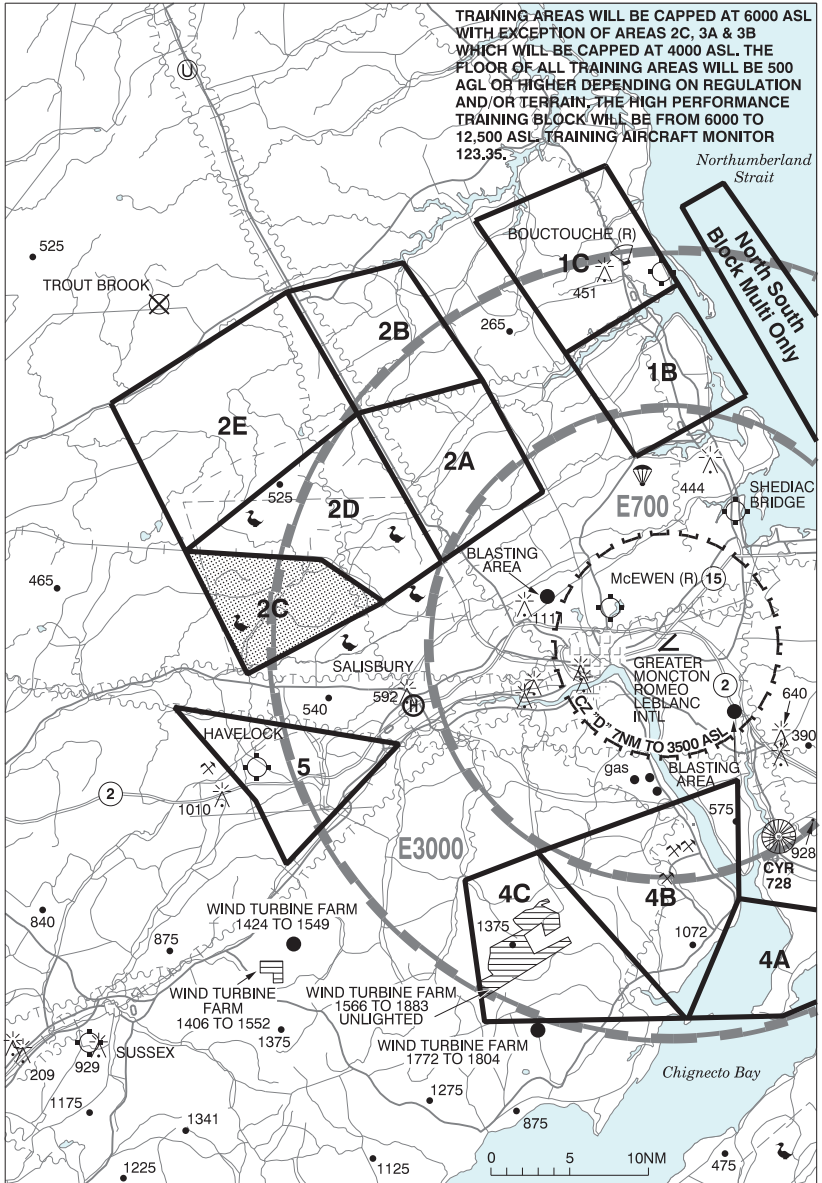 TRAINING AREAS WILL BE CAPPED AT 6000 ASL
WITH EXCEPTION OF AREAS 2C, 3A & 3B
WHICH WILL BE CAPPED AT 4000 ASL. THE
FLOOR OF ALL TRAINING AREAS WILL BE 500
AGL OR HIGHER DEPENDING ON REGULATION
AND/OR TERRAIN, THE HIGH PERFORMANCE
TRAINING BLOCK WILL BE FROM 6000 TO
12,500 ASL. TRAINING AIRCRAFT MONITOR
123.35.
U
Northumberland
Strait
525
TROUT BROOK
BOUCTOUCHE (R)
1C
451
North South
Block Multi Only
2B
265
1B
2E
2A
525
2D
444
E700
SHEDIAC
BRIDGE
465
2C
BLASTING
AREA
111
McEWEN (R)
15
SALISBURY
592
H
540
GREATER
MONCTON
ROMEO
LEBLANC
INTL
2
CZ "D" 7NM TO 3500 ASL
640
390
HAVELOCK
5
2
1010
gas
BLASTING
AREA
575
E3000
CYR
728
928
4C
4B
1375
1072
4A
840
875
WIND TURBINE FARM
1424 TO 1549
WIND TURBINE
FARM
1406 TO 1552
WIND TURBINE FARM
1566 TO 1883
UNLIGHTED
1375
WIND TURBINE FARM
1772 TO 1804
SUSSEX
209
929
1175
1275
875
Chignecto Bay
1341
1225
1125
0 5 10NM
475